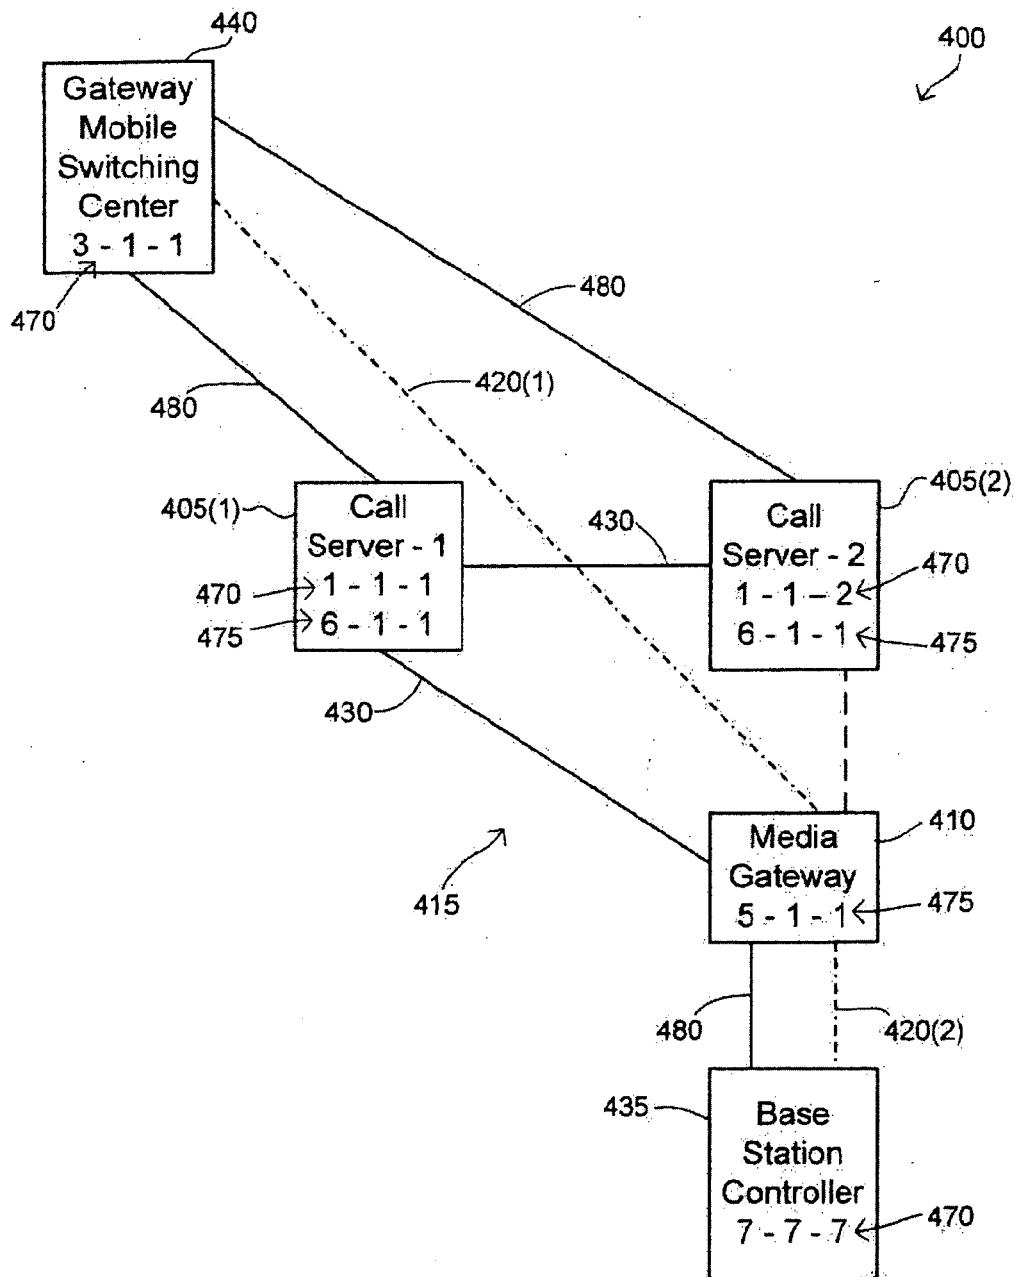 440
400
Gateway
Mobile
Switching
Center
3 - 1 - 1
470
480
420(1)
480
405(1)
Call
Server - 1
470
1 - 1 - 1
475
6 - 1 - 1
430
405(2)
Call
Server - 2
1 - 1 – 2
470
6 - 1 - 1
475
430
415
410
Media
Gateway
5 - 1 - 1
475
480
420(2)
435
Base
Station
Controller
7 - 7 - 7
470